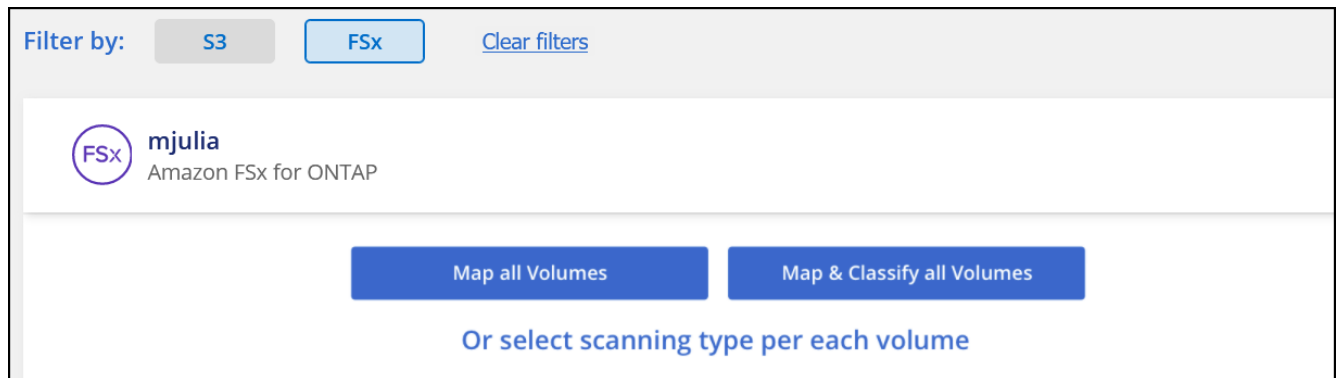 Filter by: S3 FSx Clear filters
FSx
mjulia
Amazon FSx for ONTAP
Map all Volumes Map & Classify all Volumes
Or select scanning type per each volume